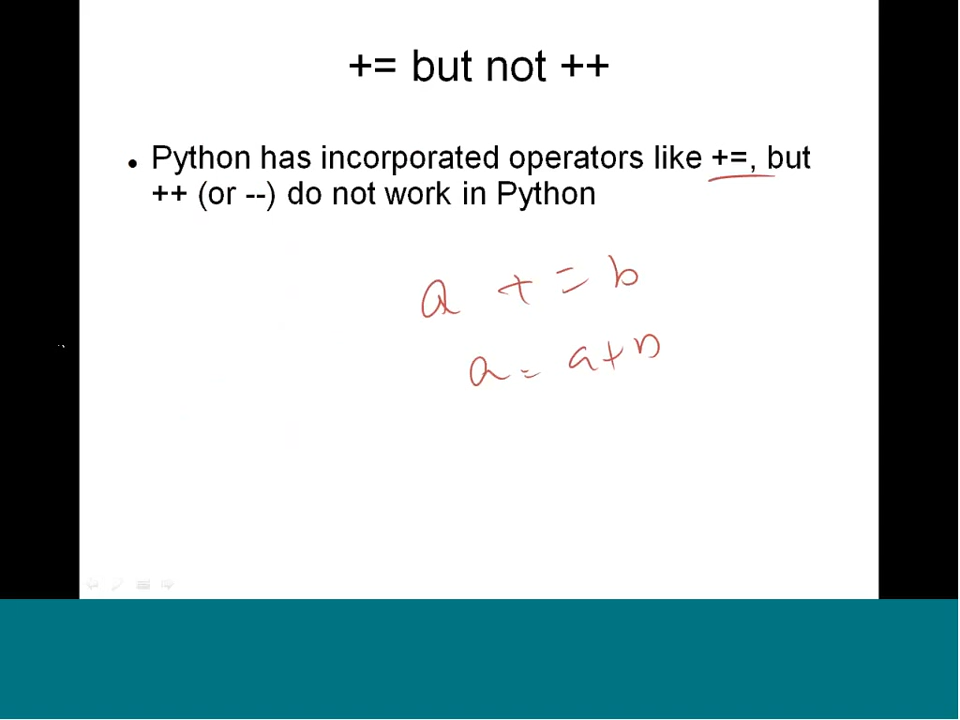 += but not ++
• Python has incorporated operators like +=, but
++ (or --) do not work in Python
a += b
a = a+b